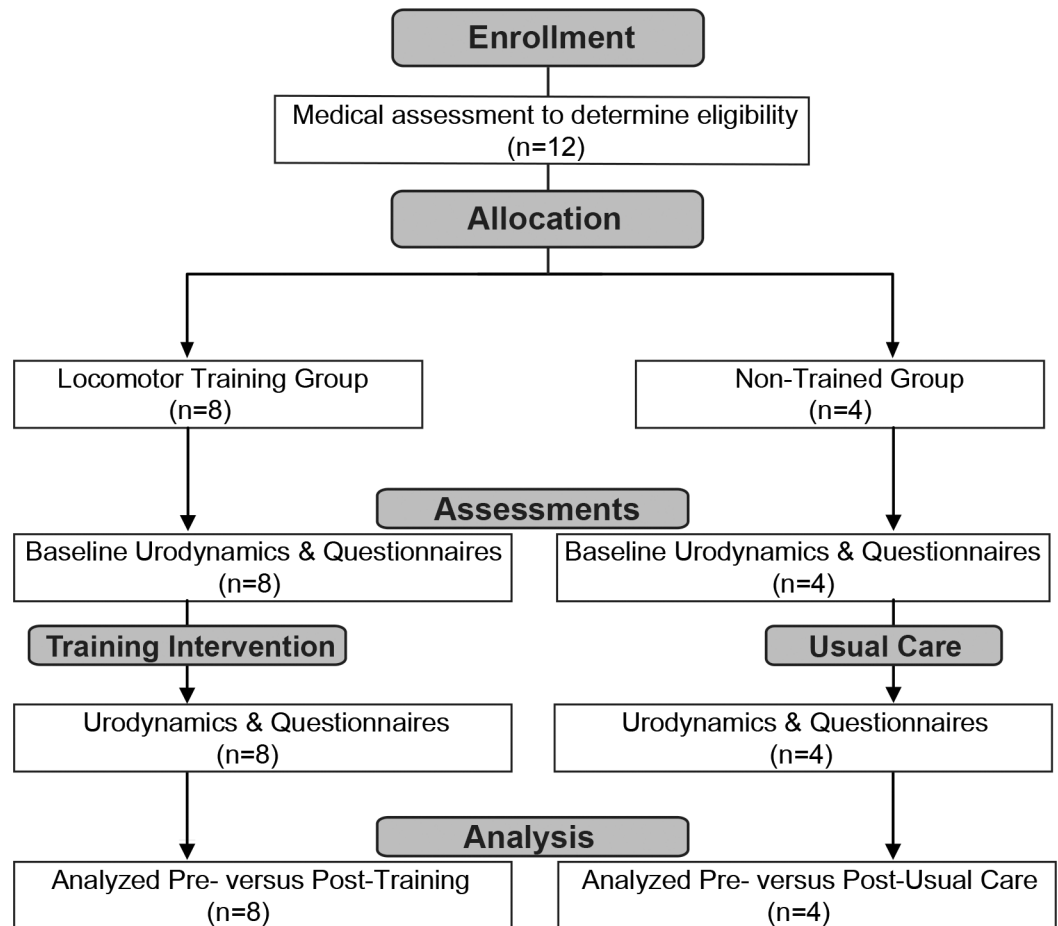 Enrollment
Medical assessment to determine eligibility
(n=12)
Allocation
Locomotor Training Group
(n=8)
Non-Trained Group
(n=4)
Assessments
Baseline Urodynamics & Questionnaires
(n=8)
Baseline Urodynamics & Questionnaires
(n=4)
Training Intervention
Usual Care
Urodynamics & Questionnaires
(n=8)
Urodynamics & Questionnaires
(n=4)
Analysis
Analyzed Pre- versus Post-Training
(n=8)
Analyzed Pre- versus Post-Usual Care
(n=4)